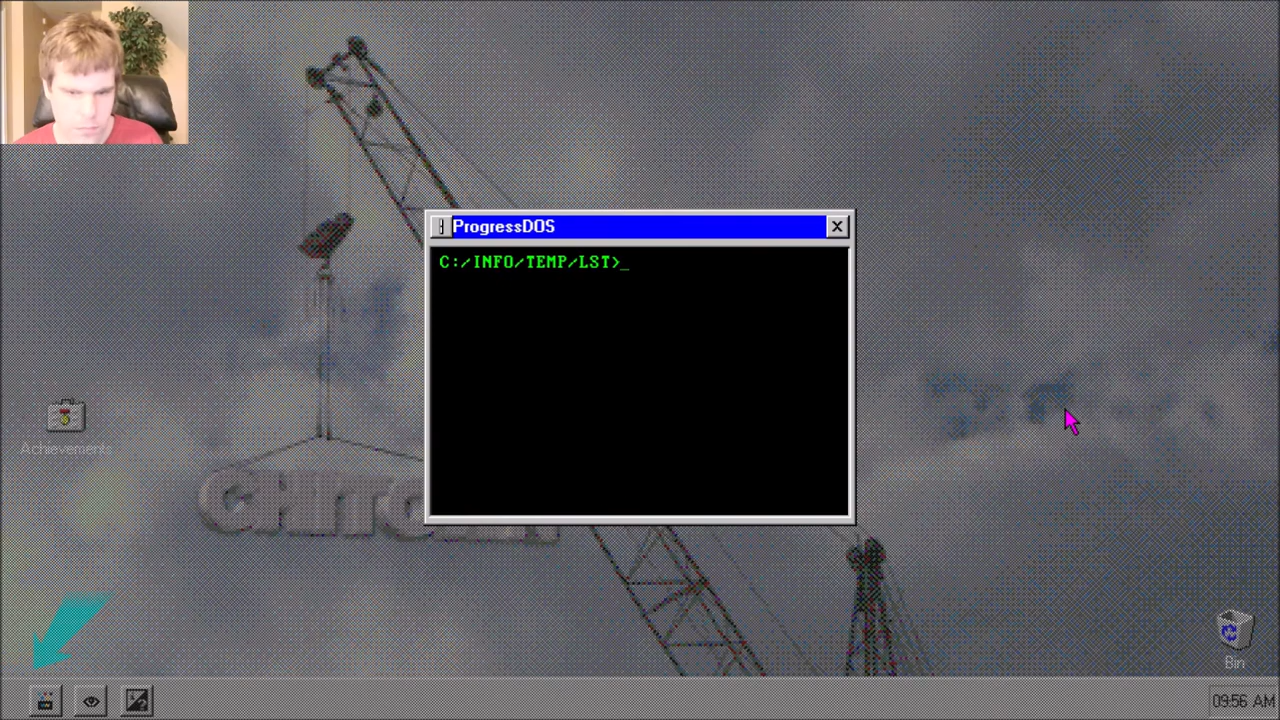 ProgressDOS
C:/INFO/TEMP/LST>_
Achievements
Bin
09:56 AM